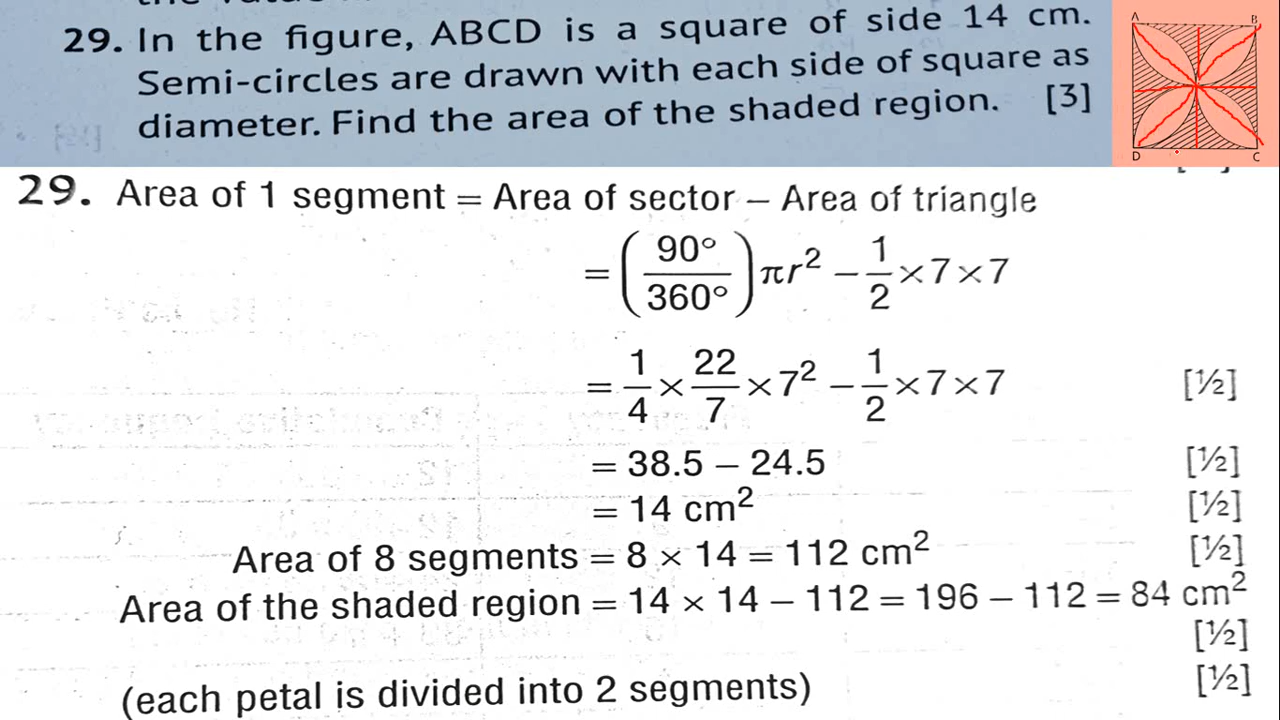 29. In the figure, ABCD is a square of side 14 cm.
Semi-circles are drawn with each side of square as
diameter. Find the area of the shaded region. [3]
A B
D C
29. Area of 1 segment = Area of sector – Area of triangle
= (90°/360°) πr² – 1/2 × 7 × 7
= 1/4 × 22/7 × 7² – 1/2 × 7 × 7 [½]
= 38.5 – 24.5 [½]
= 14 cm² [½]
Area of 8 segments = 8 × 14 = 112 cm² [½]
Area of the shaded region = 14 × 14 – 112 = 196 – 112 = 84 cm²
[½]
(each petal is divided into 2 segments) [½]